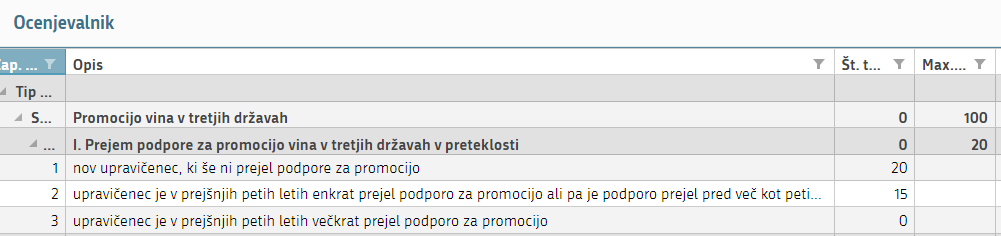 Ocenjevalnik
Zap. ... Opis Št. t... Max....
Tip ...
S... Promocijo vina v tretjih državah 0 100
... I. Prejem podpore za promocijo vina v tretjih državah v preteklosti 0 20
1 nov upravičenec, ki še ni prejel podpore za promocijo 20
2 upravičenec je v prejšnjih petih letih enkrat prejel podporo za promocijo ali pa je podporo prejel pred več kot peti... 15
3 upravičenec je v prejšnjih petih letih večkrat prejel podporo za promocijo 0